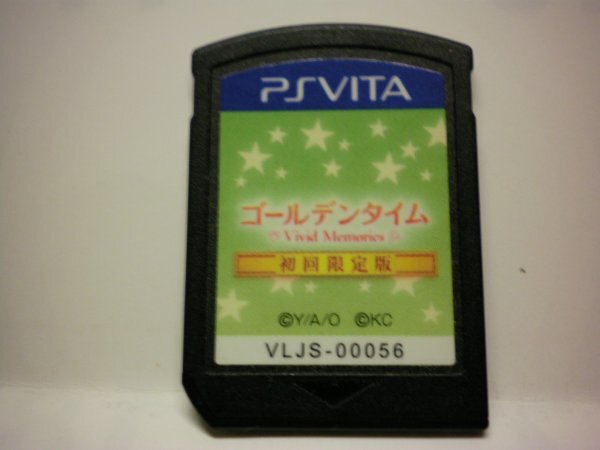 PSVITA
ゴールデンタイム
Vivid Memories
初回限定版
©Y/A/O ©KC
VLJS-00056